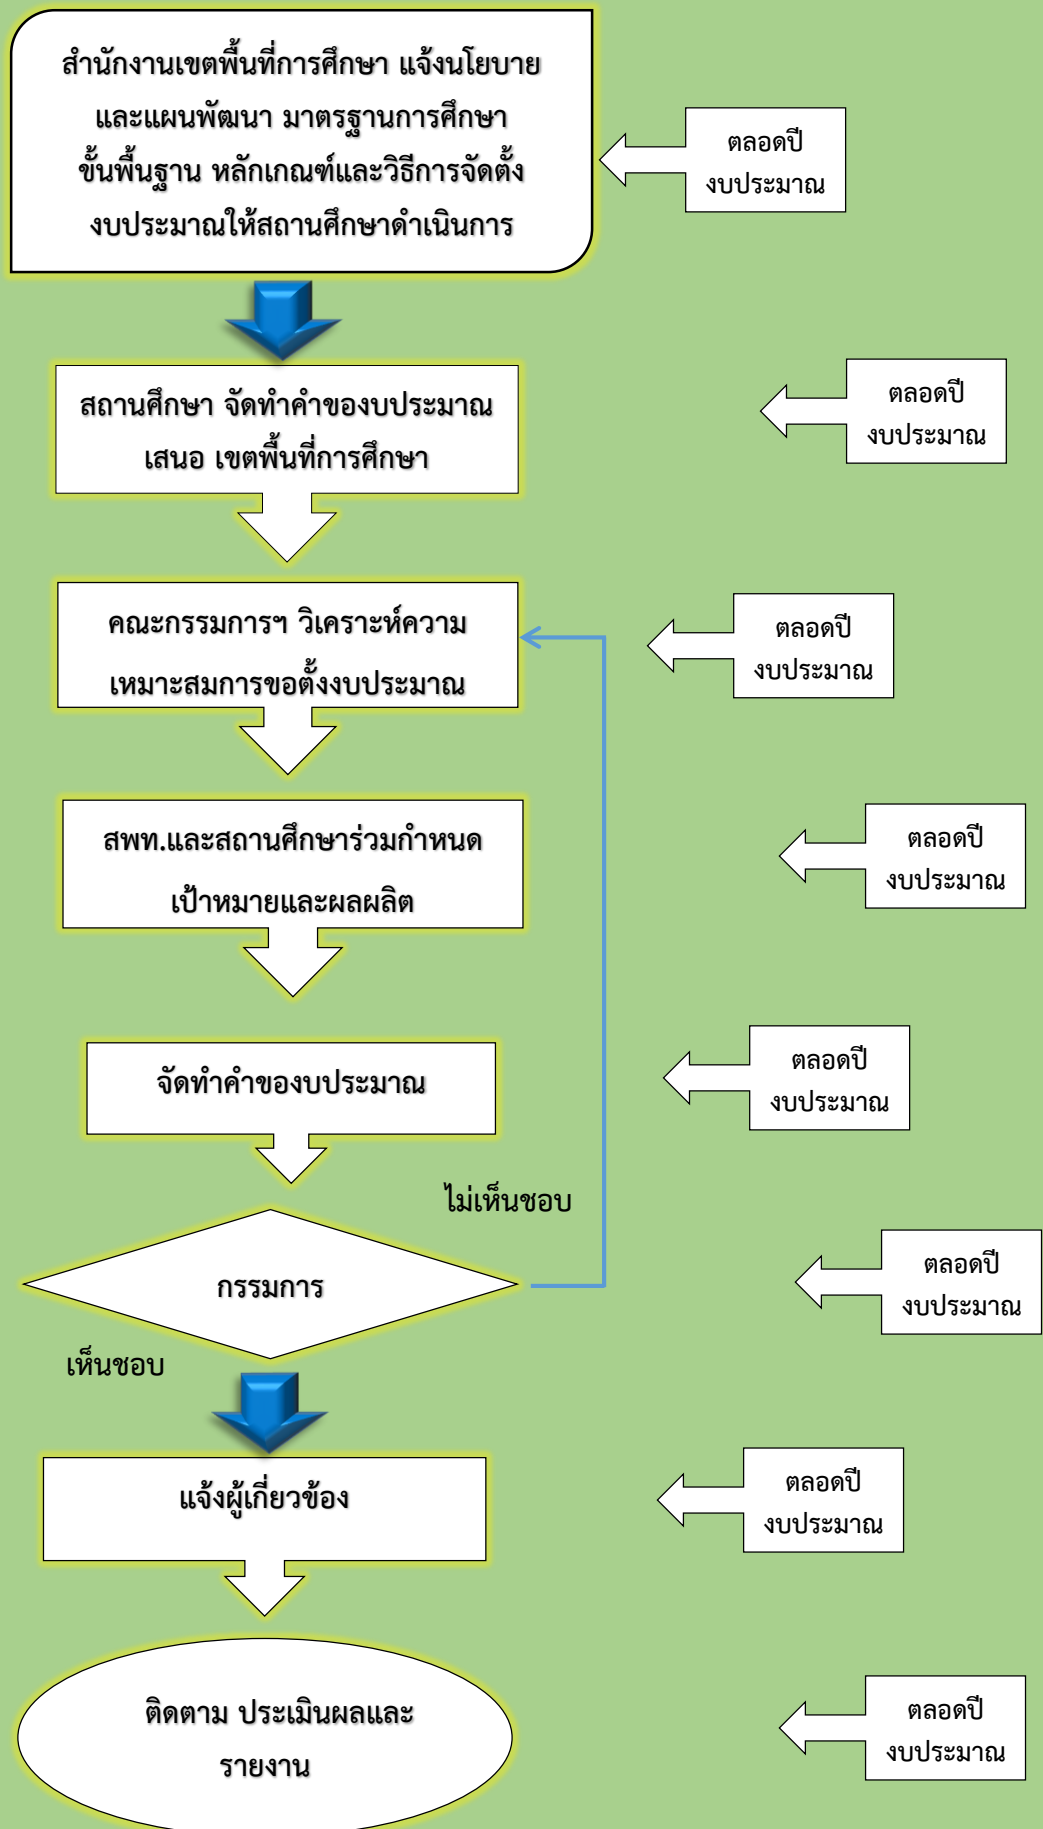 สำนักงานเขตพื้นที่การศึกษา แจ้งนโยบาย
และแผนพัฒนา มาตรฐานการศึกษา
ขั้นพื้นฐาน หลักเกณฑ์และวิธีการจัดตั้ง
งบประมาณให้สถานศึกษาดำเนินการ
ตลอดปี
งบประมาณ
สถานศึกษา จัดทำคำของบประมาณ
เสนอ เขตพื้นที่การศึกษา
ตลอดปี
งบประมาณ
คณะกรรมการฯ วิเคราะห์ความ
เหมาะสมการขอตั้งงบประมาณ
ตลอดปี
งบประมาณ
สพท.และสถานศึกษาร่วมกำหนด
เป้าหมายและผลผลิต
ตลอดปี
งบประมาณ
จัดทำคำของบประมาณ
ตลอดปี
งบประมาณ
ไม่เห็นชอบ
กรรมการ
ตลอดปี
งบประมาณ
เห็นชอบ
แจ้งผู้เกี่ยวข้อง
ตลอดปี
งบประมาณ
ติดตาม ประเมินผลและ
รายงาน
ตลอดปี
งบประมาณ